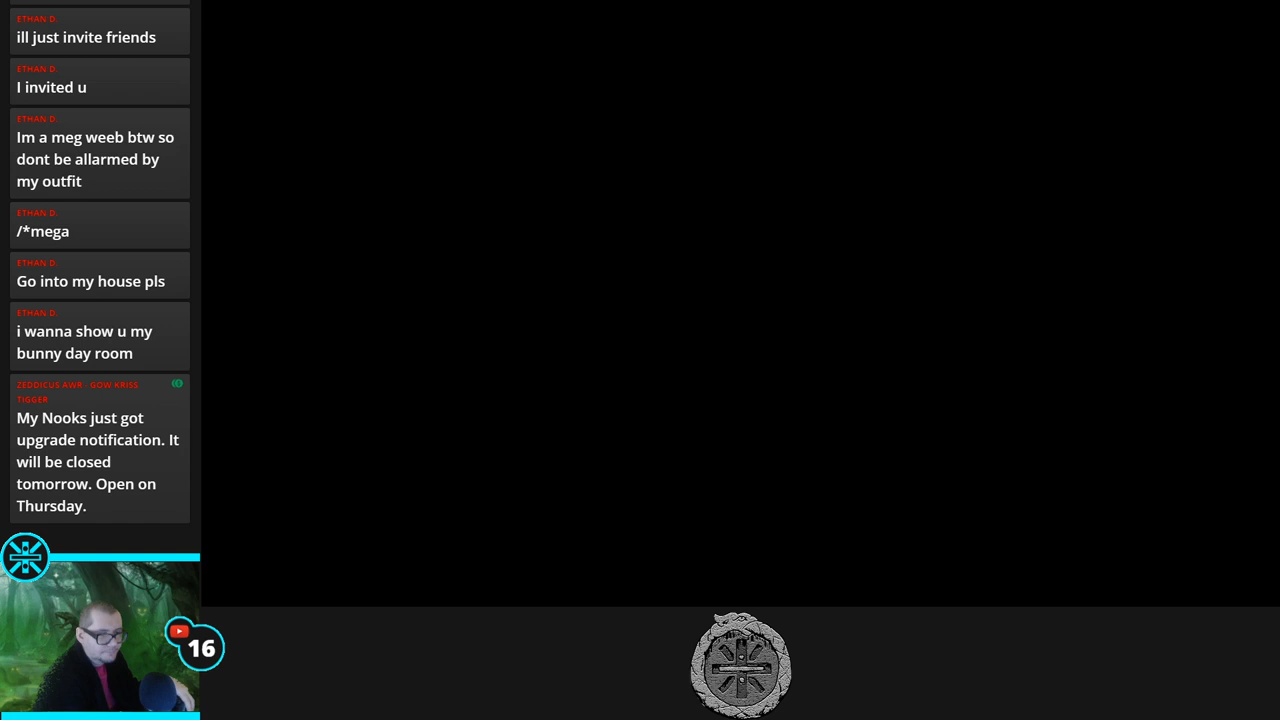 ETHAN D.
ill just invite friends
ETHAN D.
I invited u
ETHAN D.
Im a meg weeb btw so
dont be allarmed by
my outfit
ETHAN D.
/*mega
ETHAN D.
Go into my house pls
ETHAN D.
i wanna show u my
bunny day room
ZEDDICUS AWR - GOW KRISS
TIGGER
My Nooks just got
upgrade notification. It
will be closed
tomorrow. Open on
Thursday.
16